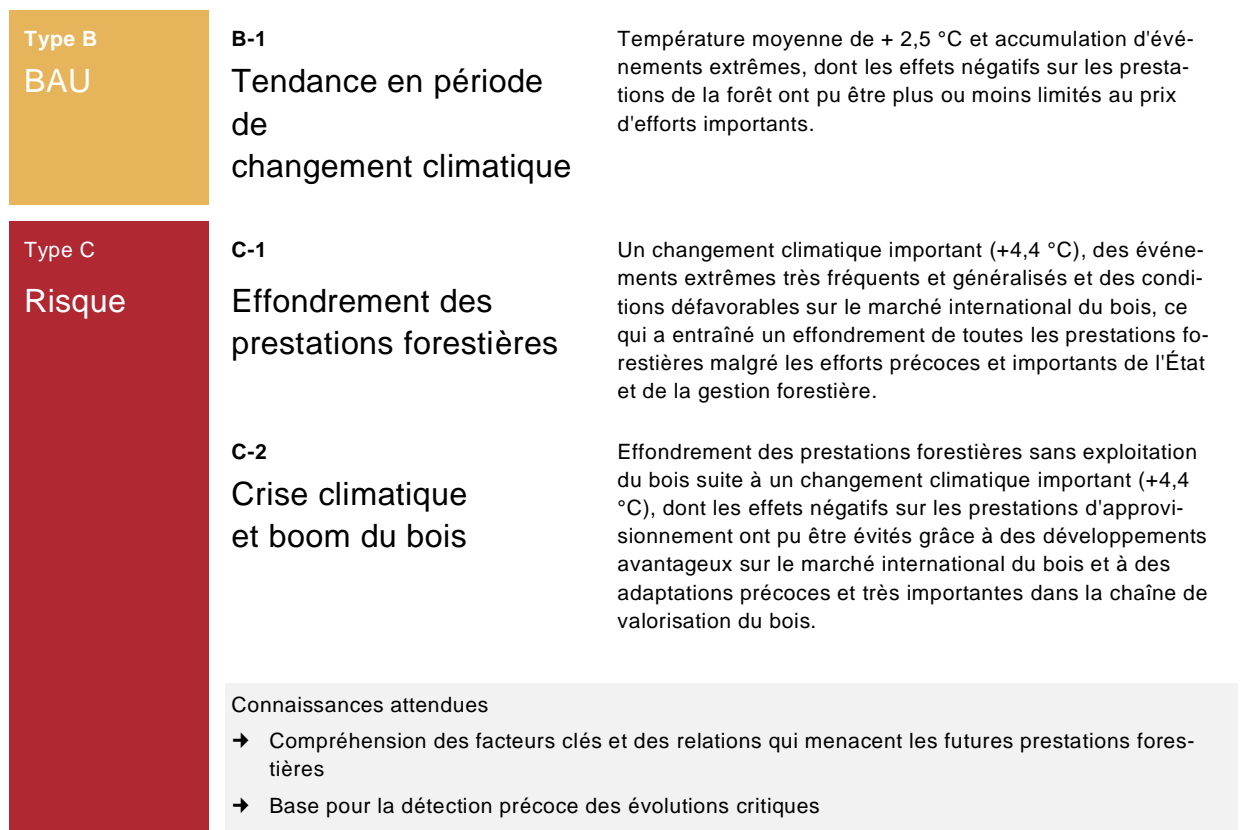 Type B
BAU
B-1
Tendance en période
de
changement climatique
Température moyenne de + 2,5 °C et accumulation d'évé-
nements extrêmes, dont les effets négatifs sur les presta-
tions de la forêt ont pu être plus ou moins limités au prix
d'efforts importants.
Type C
Risque
C-1
Effondrement des
prestations forestières
Un changement climatique important (+4,4 °C), des événe-
ments extrêmes très fréquents et généralisés et des condi-
tions défavorables sur le marché international du bois, ce
qui a entraîné un effondrement de toutes les prestations fo-
restières malgré les efforts précoces et importants de l'État
et de la gestion forestière.
C-2
Crise climatique
et boom du bois
Effondrement des prestations forestières sans exploitation
du bois suite à un changement climatique important (+4,4
°C), dont les effets négatifs sur les prestations d'approvi-
sionnement ont pu être évités grâce à des développements
avantageux sur le marché international du bois et à des
adaptations précoces et très importantes dans la chaîne de
valorisation du bois.
Connaissances attendues
➔ Compréhension des facteurs clés et des relations qui menacent les futures prestations fores-
tières
➔ Base pour la détection précoce des évolutions critiques